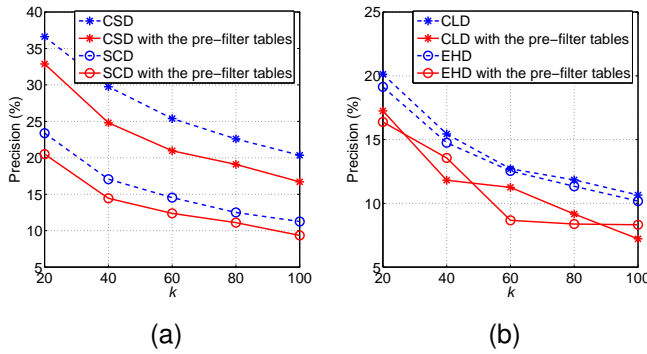 CSD
CSD with the pre-filter tables
SCD
SCD with the pre-filter tables
Precision (%)
40
35
30
25
20
15
10
5
20 40 60 80 100
k
(a)
CLD
CLD with the pre-filter tables
EHD
EHD with the pre-filter tables
Precision (%)
25
20
15
10
5
20 40 60 80 100
k
(b)